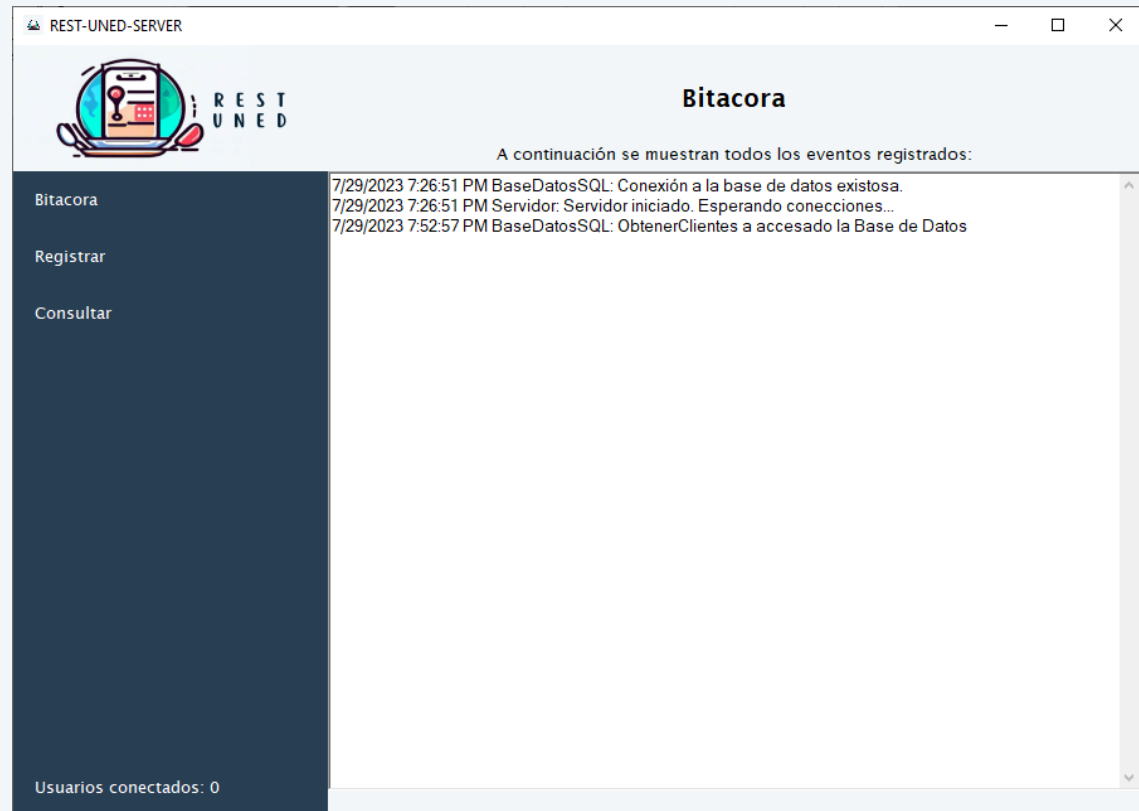 REST-UNED-SERVER
REST
UNED
Bitacora
A continuación se muestran todos los eventos registrados:
Bitacora
Registrar
Consultar
7/29/2023 7:26:51 PM BaseDatosSQL: Conexión a la base de datos existosa.
7/29/2023 7:26:51 PM Servidor: Servidor iniciado. Esperando conecciones...
7/29/2023 7:52:57 PM BaseDatosSQL: ObtenerClientes a accesado la Base de Datos
Usuarios conectados: 0